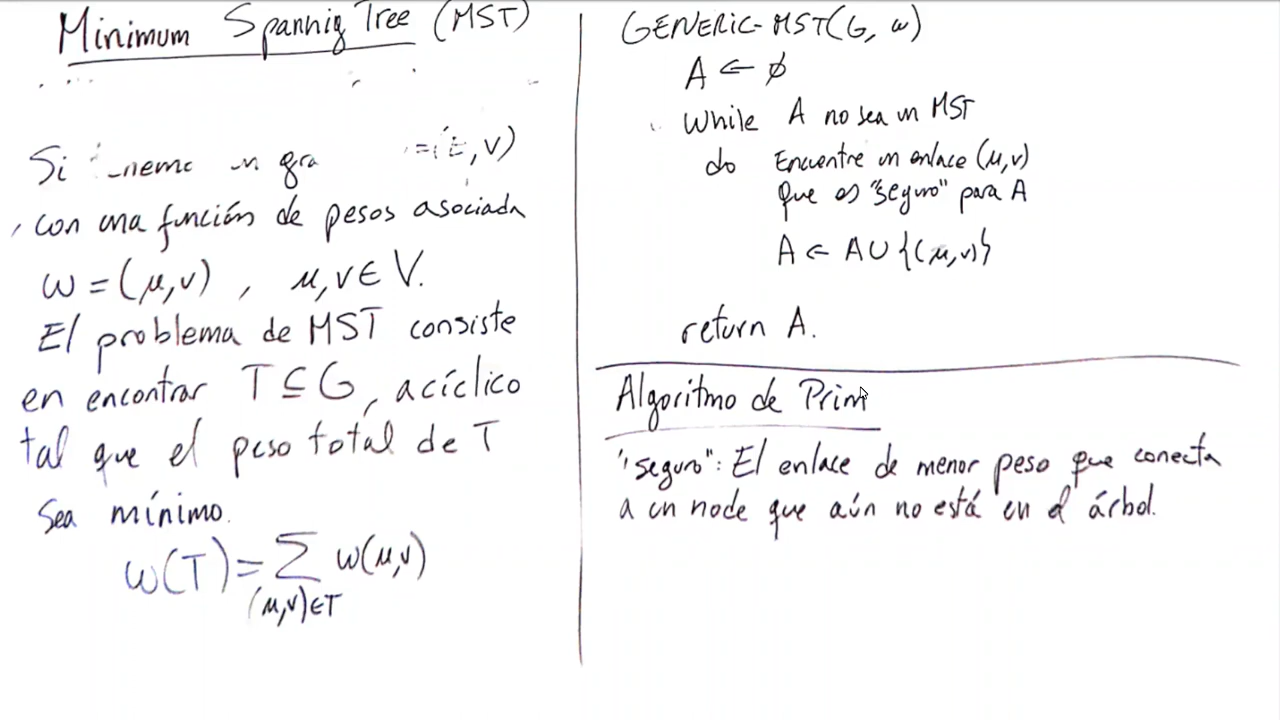 Minimum Spannig Tree (MST)
Si un gra =(E,V)
, con una función de pesos asociada
ω = (μ,v) , μ,v ∈ V.
El problema de MST consiste
en encontrar T ⊆ G, acíclico
tal que el peso total de T
sea mínimo.
ω(T) = Σ ω(μ,v)
(μ,v)∈T
GENERIC-MST(G, ω)
A ← ∅
While A no sea un MST
do Encuentre un enlace (μ,v)
que es "seguro" para A
A ← A ∪ {(μ,v)}
return A.
Algoritmo de Prim
"seguro": El enlace de menor peso que conecta
a un node que aún no está en el árbol.